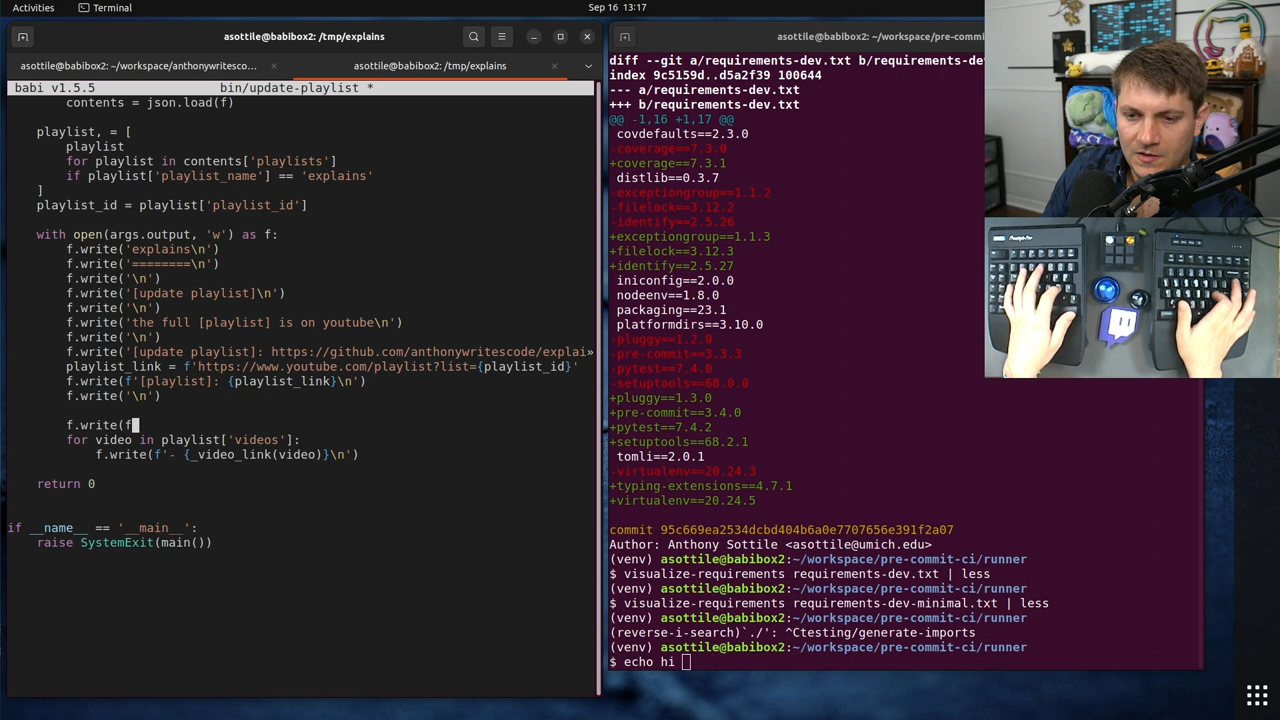 Activities
Terminal
Sep 16 13:17
asottile@babibox2: /tmp/explains
asottile@babibox2: ~/workspace/anthonywritesco…
asottile@babibox2: /tmp/explains
babi v1.5.5 bin/update-playlist *
contents = json.load(f)
playlist, = [
playlist
for playlist in contents['playlists']
if playlist['playlist_name'] == 'explains'
]
playlist_id = playlist['playlist_id']
with open(args.output, 'w') as f:
f.write('explains\n')
f.write('========\n')
f.write('\n')
f.write('[update playlist]\n')
f.write('\n')
f.write('the full [playlist] is on youtube\n')
f.write('\n')
f.write('[update playlist]: https://github.com/anthonywritescode/explai»
playlist_link = f'https://www.youtube.com/playlist?list={playlist_id}'
f.write(f'[playlist]: {playlist_link}\n')
f.write('\n')
f.write(f
for video in playlist['videos']:
f.write(f'- {_video_link(video)}\n')
return 0
if __name__ == '__main__':
raise SystemExit(main())
asottile@babibox2: ~/workspace/pre-commi
diff --git a/requirements-dev.txt b/requirements-de
index 9c5159d..d5a2f39 100644
--- a/requirements-dev.txt
+++ b/requirements-dev.txt
@@ -1,16 +1,17 @@
covdefaults==2.3.0
-coverage==7.3.0
+coverage==7.3.1
distlib==0.3.7
-exceptiongroup==1.1.2
-filelock==3.12.2
-identify==2.5.26
+exceptiongroup==1.1.3
+filelock==3.12.3
+identify==2.5.27
iniconfig==2.0.0
nodeenv==1.8.0
packaging==23.1
platformdirs==3.10.0
-pluggy==1.2.0
-pre-commit==3.3.3
-pytest==7.4.0
-setuptools==68.0.0
+pluggy==1.3.0
+pre-commit==3.4.0
+pytest==7.4.2
+setuptools==68.2.1
tomli==2.0.1
-virtualenv==20.24.3
+typing-extensions==4.7.1
+virtualenv==20.24.5
commit 95c669ea2534dcbd404b6a0e7707656e391f2a07
Author: Anthony Sottile <asottile@umich.edu>
(venv) asottile@babibox2:~/workspace/pre-commit-ci/runner
$ visualize-requirements requirements-dev.txt | less
(venv) asottile@babibox2:~/workspace/pre-commit-ci/runner
$ visualize-requirements requirements-dev-minimal.txt | less
(venv) asottile@babibox2:~/workspace/pre-commit-ci/runner
(reverse-i-search)`./': ^Ctesting/generate-imports
(venv) asottile@babibox2:~/workspace/pre-commit-ci/runner
$ echo hi